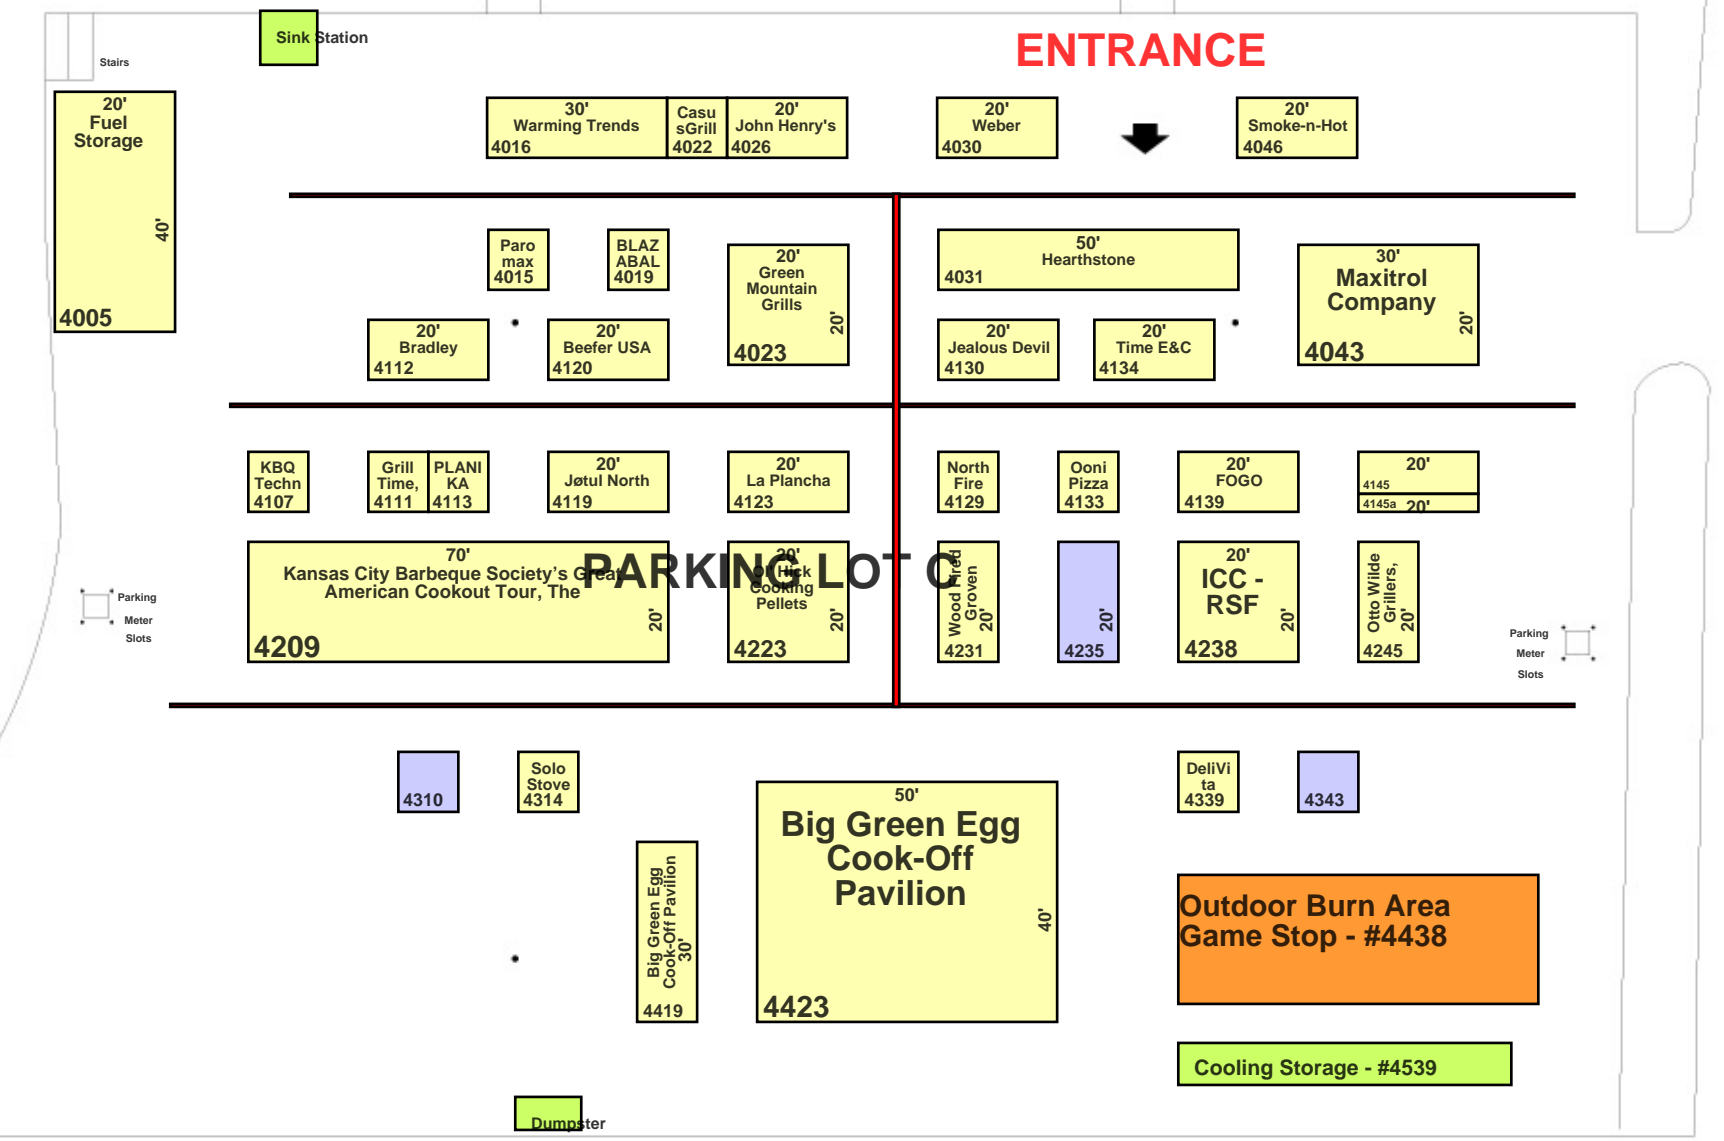 Sink Station
ENTRANCE
Stairs
20'
Fuel
Storage
40'
4005
30'
Warming Trends
4016
Casu
sGrill
4022
20'
John Henry's
4026
20'
Weber
4030
20'
Smoke-n-Hot
4046
Paro
max
4015
BLAZ
ABAL
4019
20'
Green
Mountain
Grills
20'
4023
50'
Hearthstone
4031
30'
Maxitrol
Company
20'
4043
20'
Bradley
4112
20'
Beefer USA
4120
20'
Jealous Devil
4130
20'
Time E&C
4134
KBQ
Techn
4107
Grill
Time,
4111
PLANI
KA
4113
20'
Jøtul North
4119
20'
La Plancha
4123
North
Fire
4129
Ooni
Pizza
4133
20'
FOGO
4139
20'
4145
4145a 20'
PARKING LOT C
70'
Kansas City Barbeque Society's Great
American Cookout Tour, The
20'
4209
20'
Ol' Hick
Cooking
Pellets
20'
4223
Wood Fired
Groven
20'
4231
20'
4235
20'
ICC -
RSF
20'
4238
Otto Wilde
Grillers,
20'
4245
Parking
Meter
Slots
Parking
Meter
Slots
4310
Solo
Stove
4314
50'
Big Green Egg
Cook-Off
Pavilion
40'
4423
DeliVi
ta
4339
4343
Big Green Egg
Cook-Off Pavilion
30'
4419
Outdoor Burn Area
Game Stop - #4438
Cooling Storage - #4539
Dumpster